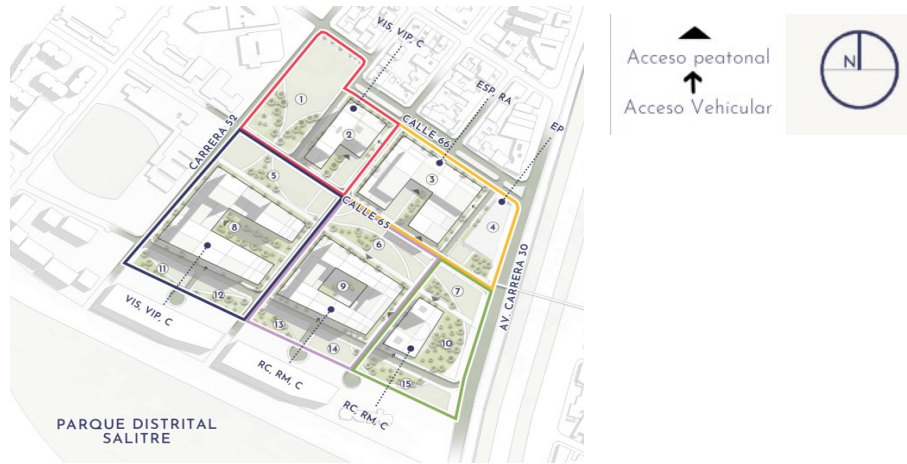 VIS, VIP, C
ESP, RA
EP
CARRERA 52
CALLE 66
CALLE 65
AV. CARRERA 30
1
2
3
4
5
6
7
8
9
10
11
12
13
14
15
VIS, VIP, C
RC, RM, C
RC, RM, C
PARQUE DISTRITAL
SALITRE
Acceso peatonal
Acceso Vehicular
N